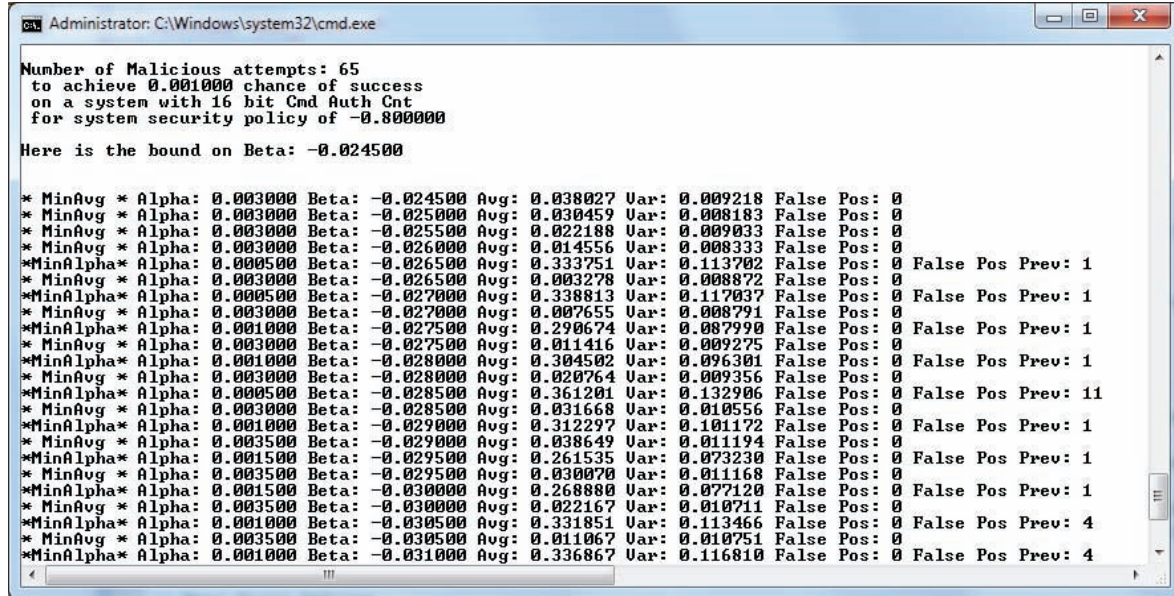 Administrator: C:\Windows\system32\cmd.exe
Number of Malicious attempts: 65
to achieve 0.001000 chance of success
on a system with 16 bit Cmd Auth Cnt
for system security policy of -0.800000
Here is the bound on Beta: -0.024500
* MinAvg * Alpha: 0.003000 Beta: -0.024500 Avg: 0.038027 Var: 0.009218 False Pos: 0
* MinAvg * Alpha: 0.003000 Beta: -0.025000 Avg: 0.030459 Var: 0.008183 False Pos: 0
* MinAvg * Alpha: 0.003000 Beta: -0.025500 Avg: 0.022188 Var: 0.009033 False Pos: 0
* MinAvg * Alpha: 0.003000 Beta: -0.026000 Avg: 0.014556 Var: 0.008333 False Pos: 0
*MinAlpha* Alpha: 0.000500 Beta: -0.026500 Avg: 0.333751 Var: 0.113702 False Pos: 0 False Pos Prev: 1
* MinAvg * Alpha: 0.003000 Beta: -0.026500 Avg: 0.003278 Var: 0.008872 False Pos: 0
*MinAlpha* Alpha: 0.000500 Beta: -0.027000 Avg: 0.338813 Var: 0.117037 False Pos: 0 False Pos Prev: 1
* MinAvg * Alpha: 0.003000 Beta: -0.027000 Avg: 0.007655 Var: 0.008791 False Pos: 0
*MinAlpha* Alpha: 0.001000 Beta: -0.027500 Avg: 0.290674 Var: 0.087990 False Pos: 0 False Pos Prev: 1
* MinAvg * Alpha: 0.003000 Beta: -0.027500 Avg: 0.011416 Var: 0.009275 False Pos: 0
*MinAlpha* Alpha: 0.001000 Beta: -0.028000 Avg: 0.304502 Var: 0.096301 False Pos: 0 False Pos Prev: 1
* MinAvg * Alpha: 0.003000 Beta: -0.028000 Avg: 0.020764 Var: 0.009356 False Pos: 0
*MinAlpha* Alpha: 0.000500 Beta: -0.028500 Avg: 0.361201 Var: 0.132906 False Pos: 0 False Pos Prev: 11
* MinAvg * Alpha: 0.003000 Beta: -0.028500 Avg: 0.031668 Var: 0.010556 False Pos: 0
*MinAlpha* Alpha: 0.001000 Beta: -0.029000 Avg: 0.312297 Var: 0.101172 False Pos: 0 False Pos Prev: 1
* MinAvg * Alpha: 0.003500 Beta: -0.029000 Avg: 0.038649 Var: 0.011194 False Pos: 0
*MinAlpha* Alpha: 0.001500 Beta: -0.029500 Avg: 0.261535 Var: 0.073230 False Pos: 0 False Pos Prev: 1
* MinAvg * Alpha: 0.003500 Beta: -0.029500 Avg: 0.030070 Var: 0.011168 False Pos: 0
*MinAlpha* Alpha: 0.001500 Beta: -0.030000 Avg: 0.268880 Var: 0.077120 False Pos: 0 False Pos Prev: 1
* MinAvg * Alpha: 0.003500 Beta: -0.030000 Avg: 0.022167 Var: 0.010711 False Pos: 0
*MinAlpha* Alpha: 0.001000 Beta: -0.030500 Avg: 0.331851 Var: 0.113466 False Pos: 0 False Pos Prev: 4
* MinAvg * Alpha: 0.003500 Beta: -0.030500 Avg: 0.011067 Var: 0.010751 False Pos: 0
*MinAlpha* Alpha: 0.001000 Beta: -0.031000 Avg: 0.336867 Var: 0.116810 False Pos: 0 False Pos Prev: 4